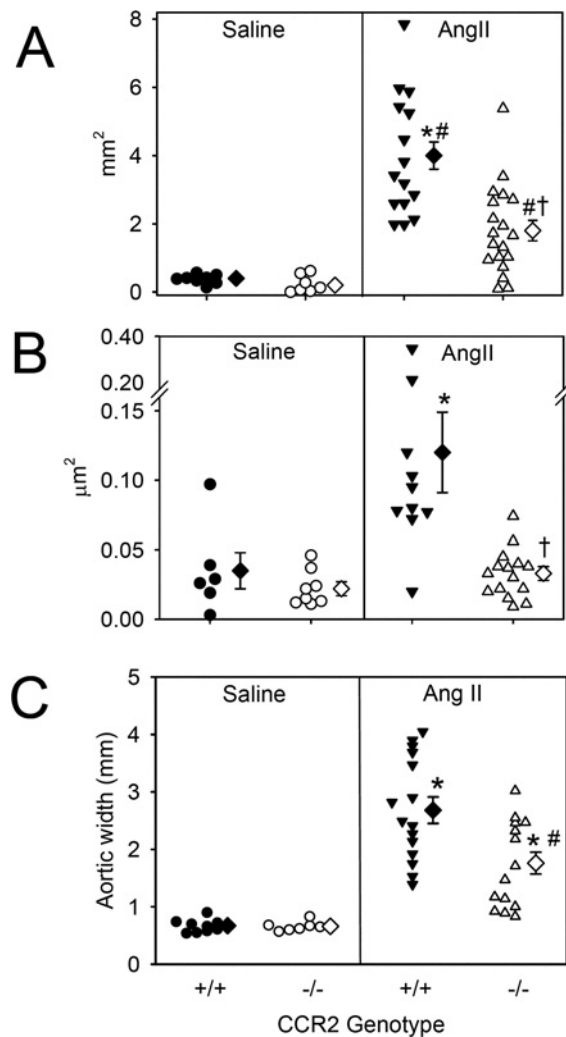 A
Saline
AngII
8
6
4
2
0
mm²
*#
#†
B
Saline
AngII
0.40
0.20
0.15
0.10
0.05
0.00
µm²
*
†
C
Saline
Ang II
5
4
3
2
1
0
Aortic width (mm)
*
* #
+/+ -/- +/+ -/-
CCR2 Genotype